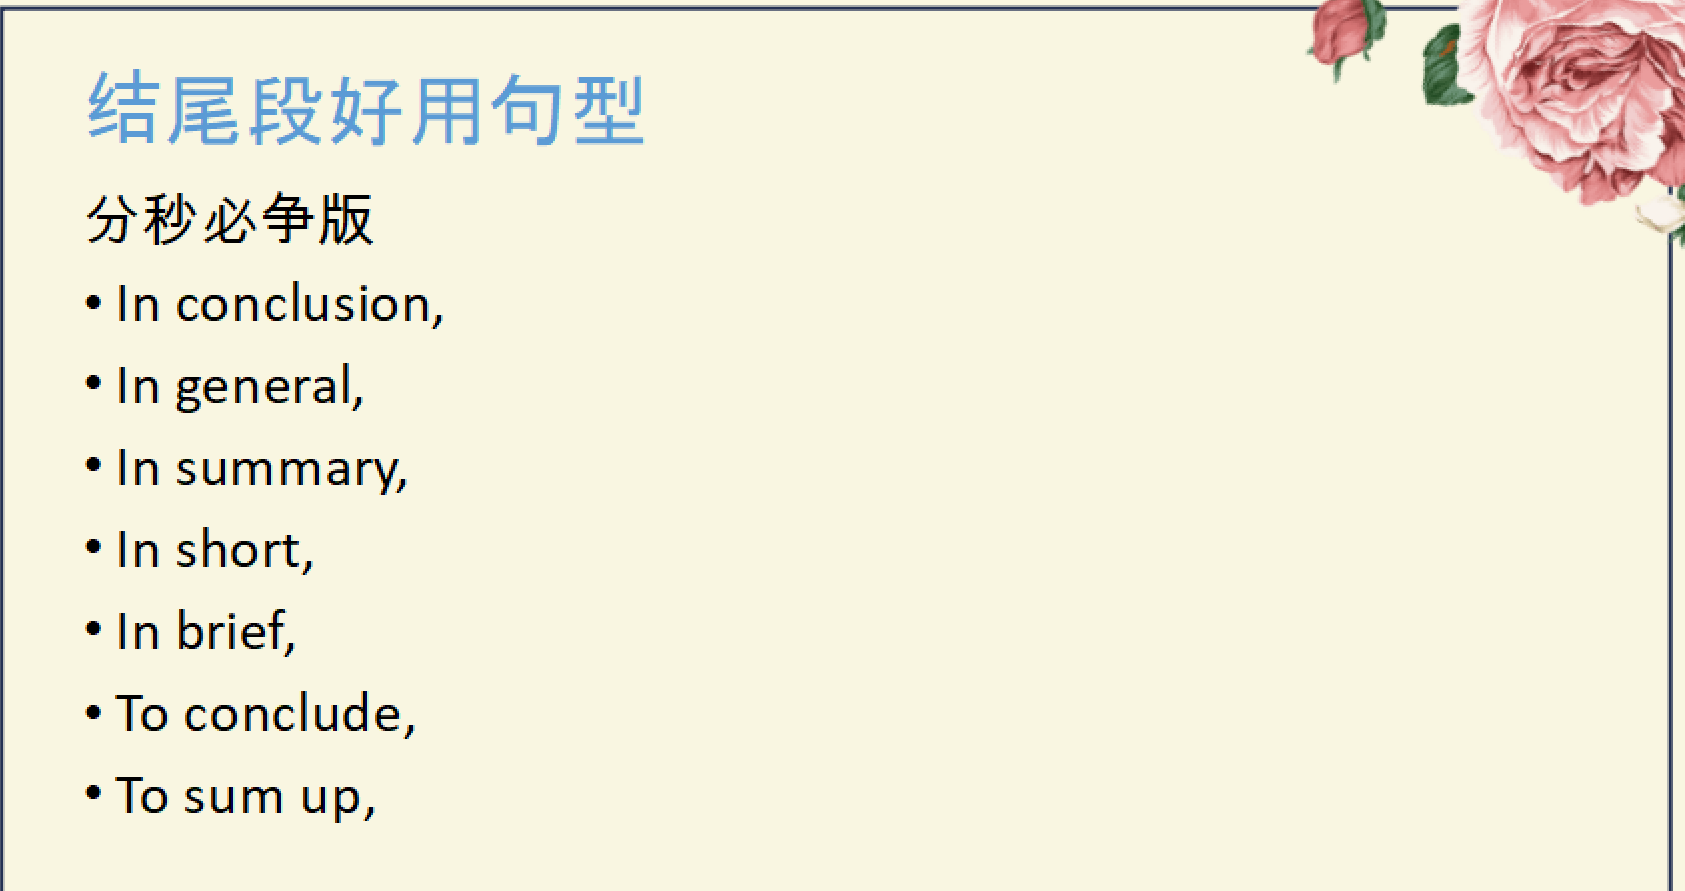 结尾段好用句型
分秒必争版
• In conclusion,
• In general,
• In summary,
• In short,
• In brief,
• To conclude,
• To sum up,